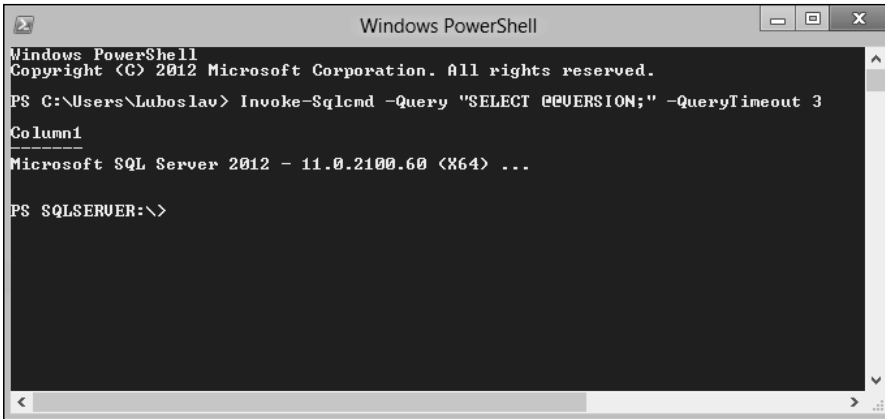 Windows PowerShell
Windows PowerShell
Copyright (C) 2012 Microsoft Corporation. All rights reserved.
PS C:\Users\Luboslav> Invoke-Sqlcmd -Query "SELECT @@VERSION;" -QueryTimeout 3
Column1
-------
Microsoft SQL Server 2012 - 11.0.2100.60 (X64) ...
PS SQLSERVER:\>